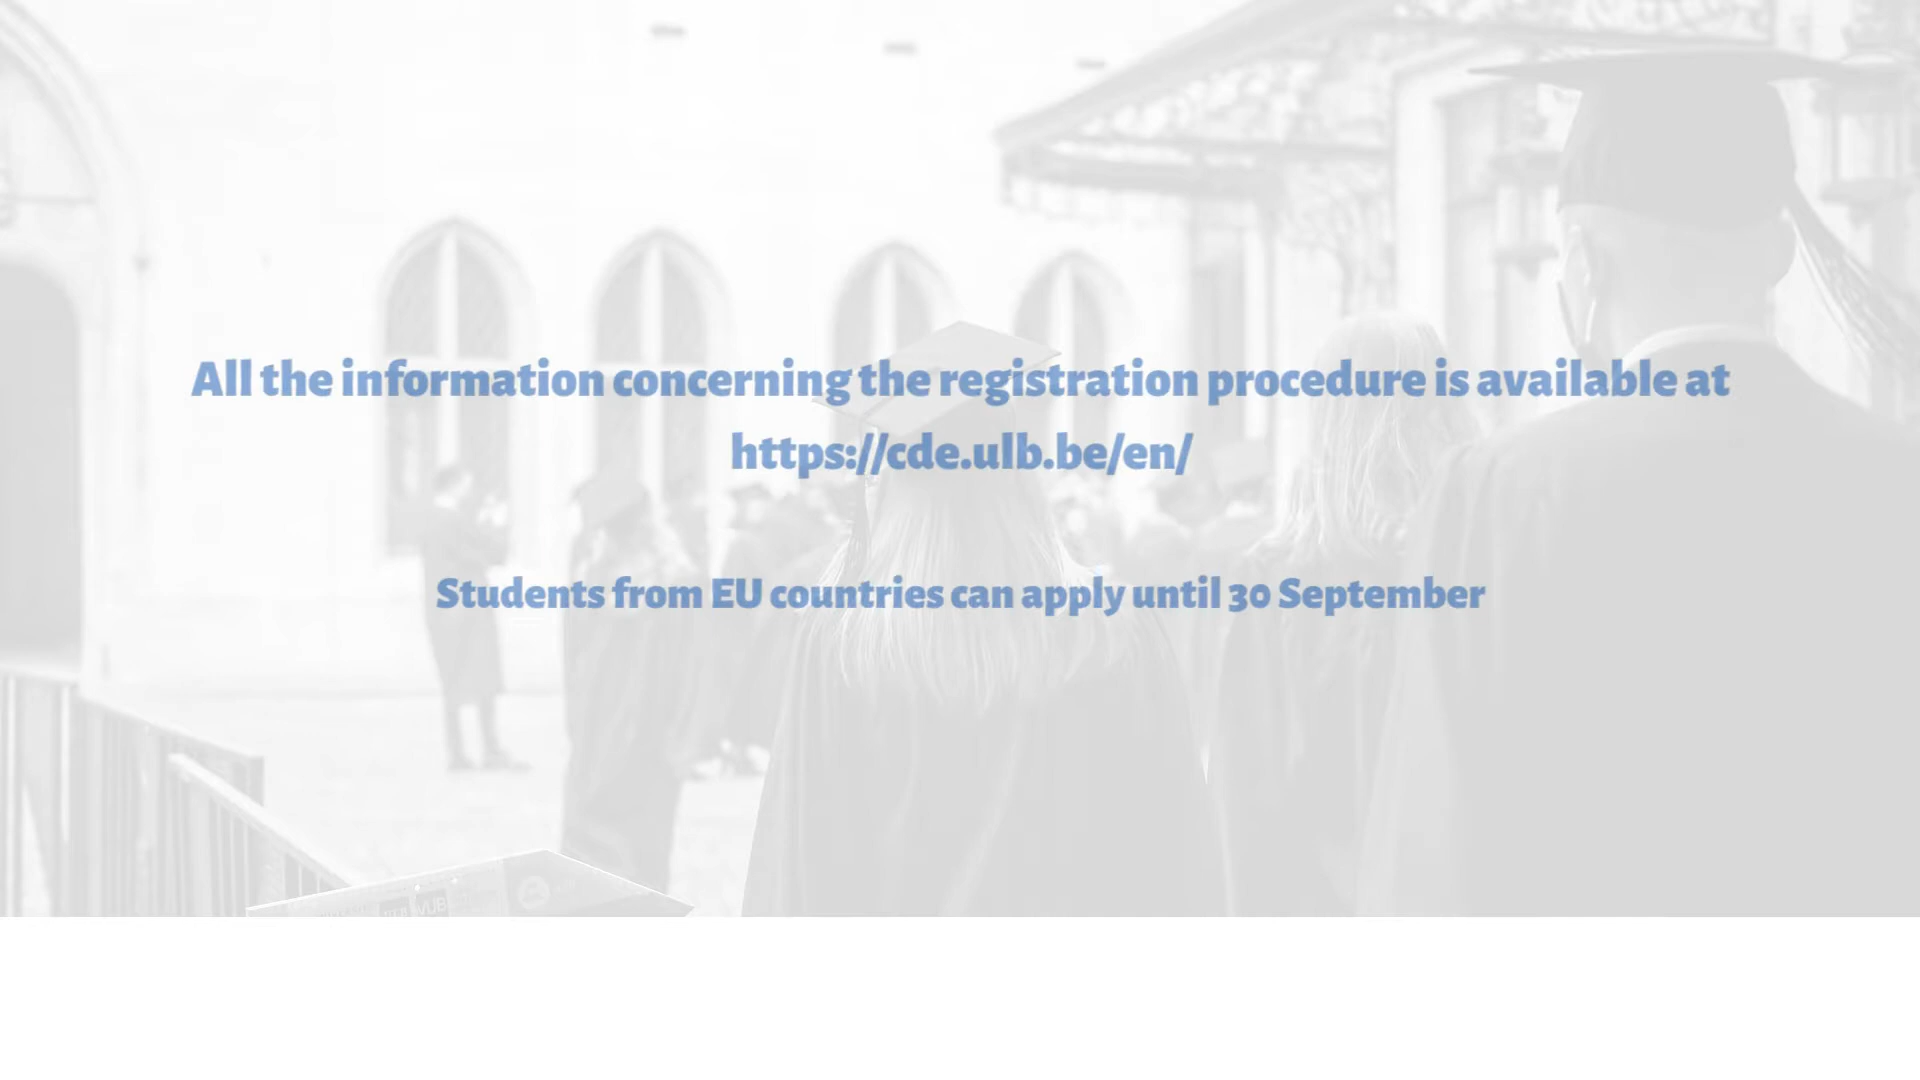 All the information concerning the registration procedure is available at
https://cde.ulb.be/en/
Students from EU countries can apply until 30 September
VUB